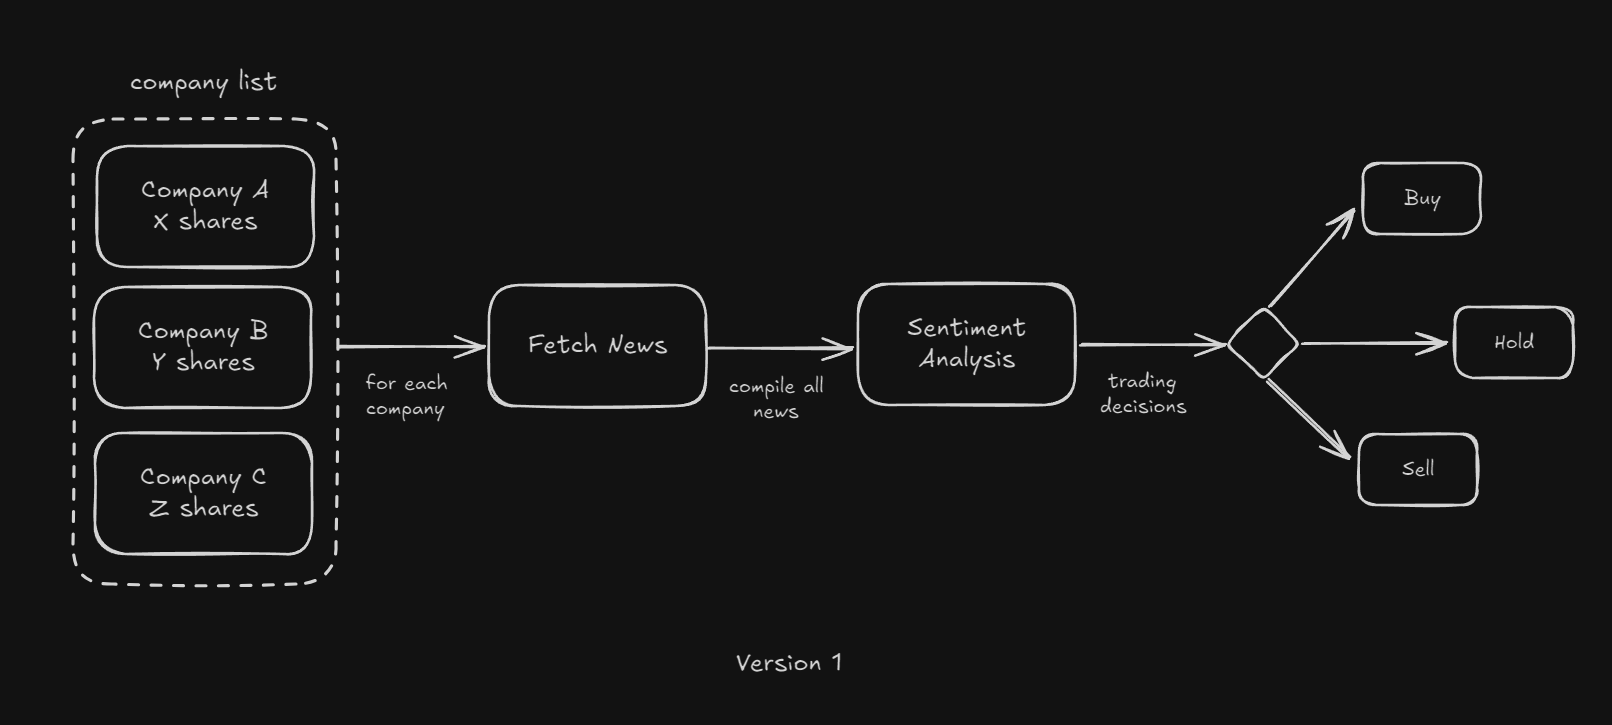 company list
Company A
X shares
Company B
Y shares
Company C
Z shares
for each
company
Fetch News
compile all
news
Sentiment
Analysis
trading
decisions
Buy
Hold
Sell
Version 1